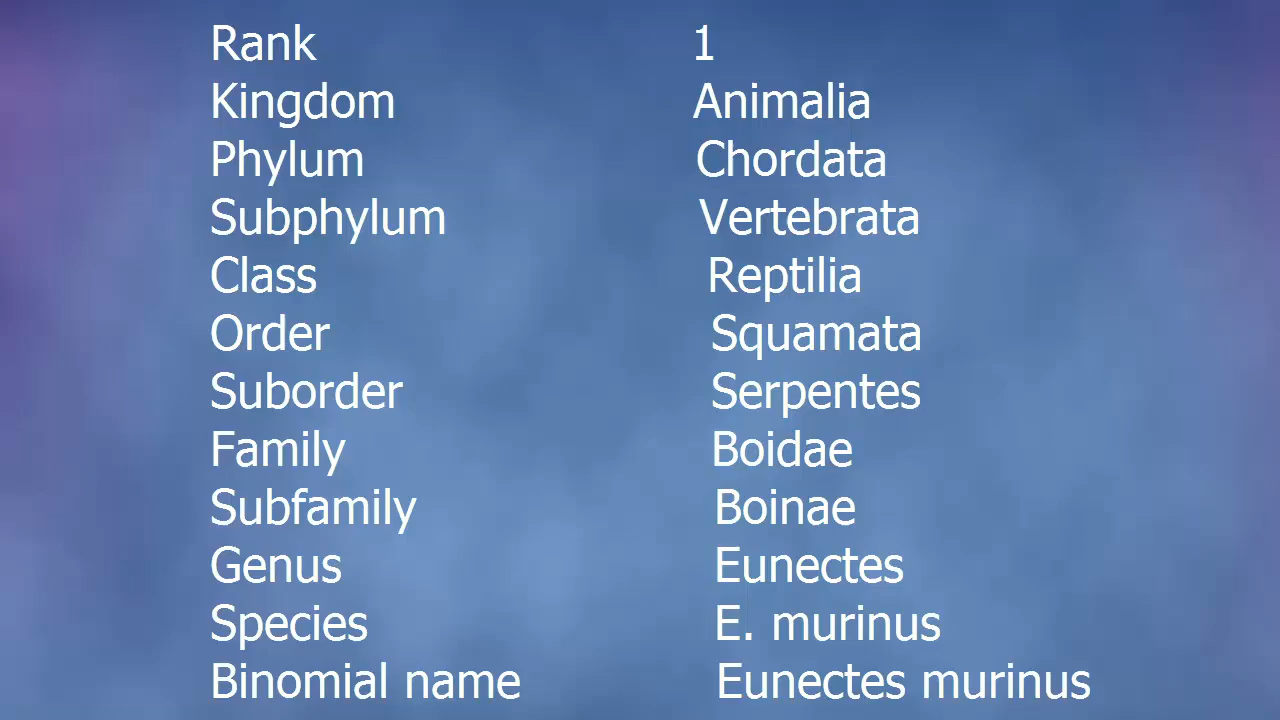 Rank 1
Kingdom Animalia
Phylum Chordata
Subphylum Vertebrata
Class Reptilia
Order Squamata
Suborder Serpentes
Family Boidae
Subfamily Boinae
Genus Eunectes
Species E. murinus
Binomial name Eunectes murinus